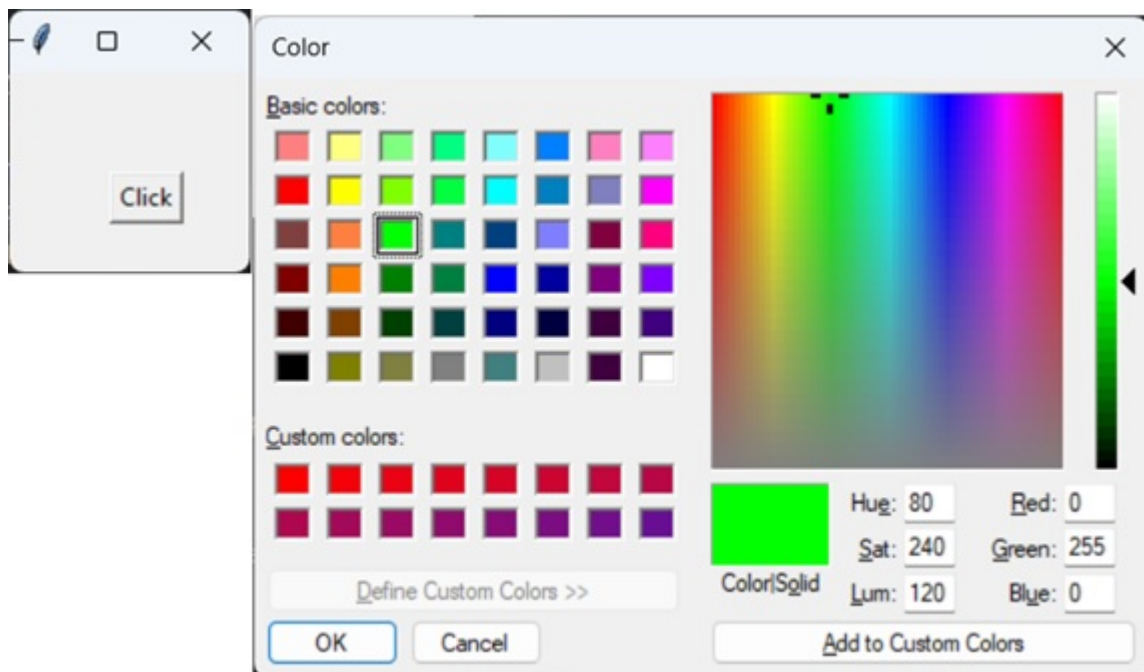 Color
Click
Basic colors:
Custom colors:
Define Custom Colors >>
OK Cancel
Hue: 80 Red: 0
Sat: 240 Green: 255
Color|Solid
Lum: 120 Blue: 0
Add to Custom Colors